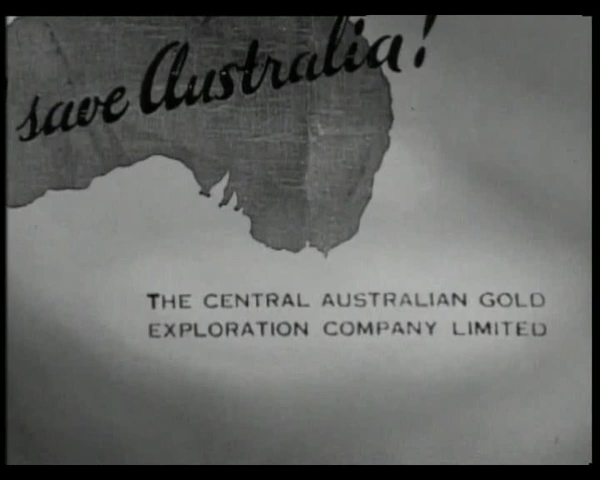 save Australia!
THE CENTRAL AUSTRALIAN GOLD
EXPLORATION COMPANY LIMITED